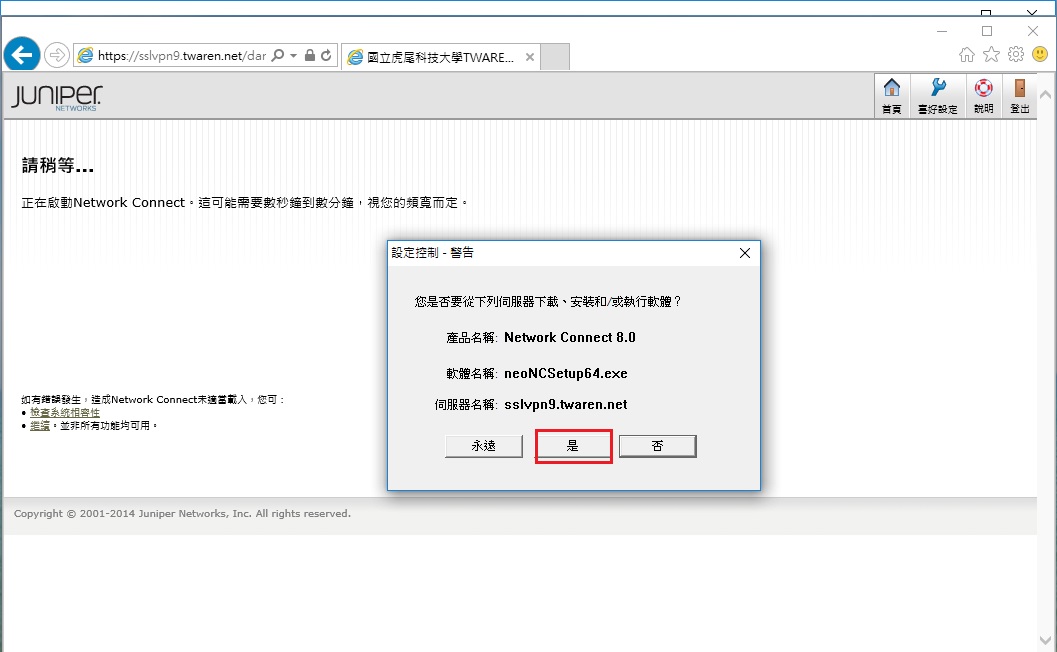 https://sslvpn9.twaren.net/dar
國立虎尾科技大學TWARE...
JUNIPER
NETWORKS
首頁
喜好設定
說明
登出
請稍等...
正在啟動Network Connect。這可能需要數秒鐘到數分鐘，視您的頻寬而定。
設定控制 - 警告
您是否要從下列伺服器下載、安裝和/或執行軟體？
產品名稱: Network Connect 8.0
軟體名稱: neoNCSetup64.exe
伺服器名稱: sslvpn9.twaren.net
永遠
是
否
如有錯誤發生，造成Network Connect未適當載入，您可：
• 檢查系統相容性
• 繼續。並非所有功能均可用。
Copyright © 2001-2014 Juniper Networks, Inc. All rights reserved.